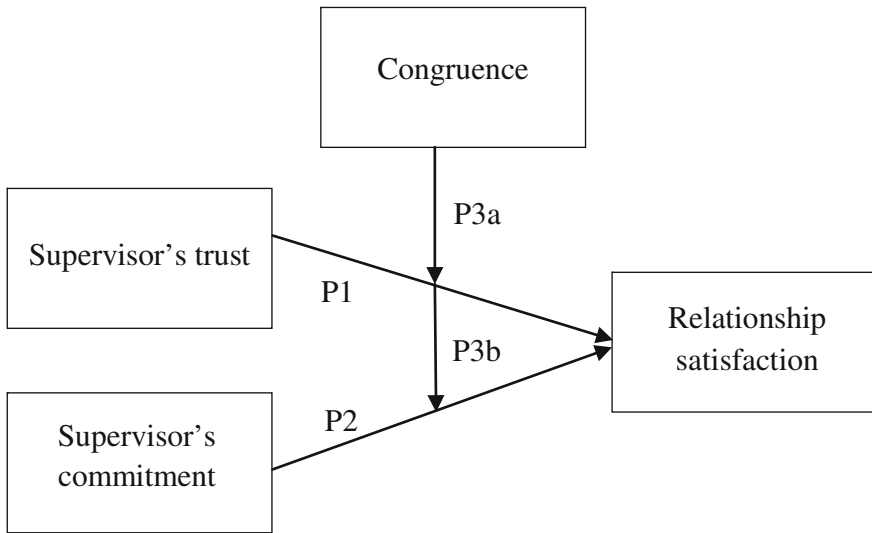 Congruence
P3a
Supervisor’s trust
P1
Relationship
satisfaction
P3b
P2
Supervisor’s
commitment